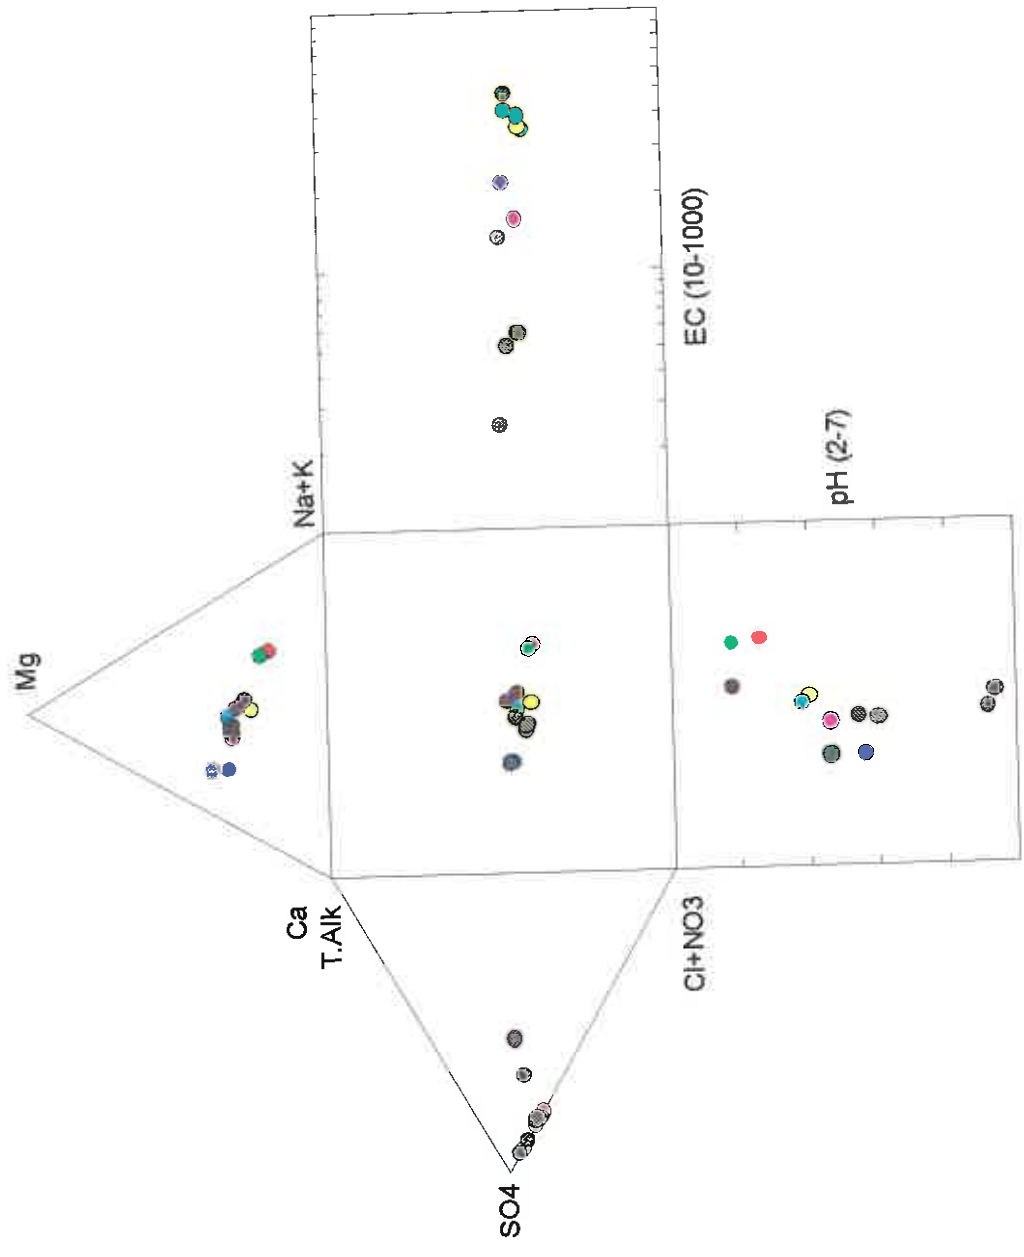 Mg
Na+K
EC (10-1000)
pH (2-7)
Ca
T.Alk
Cl+NO3
SO4